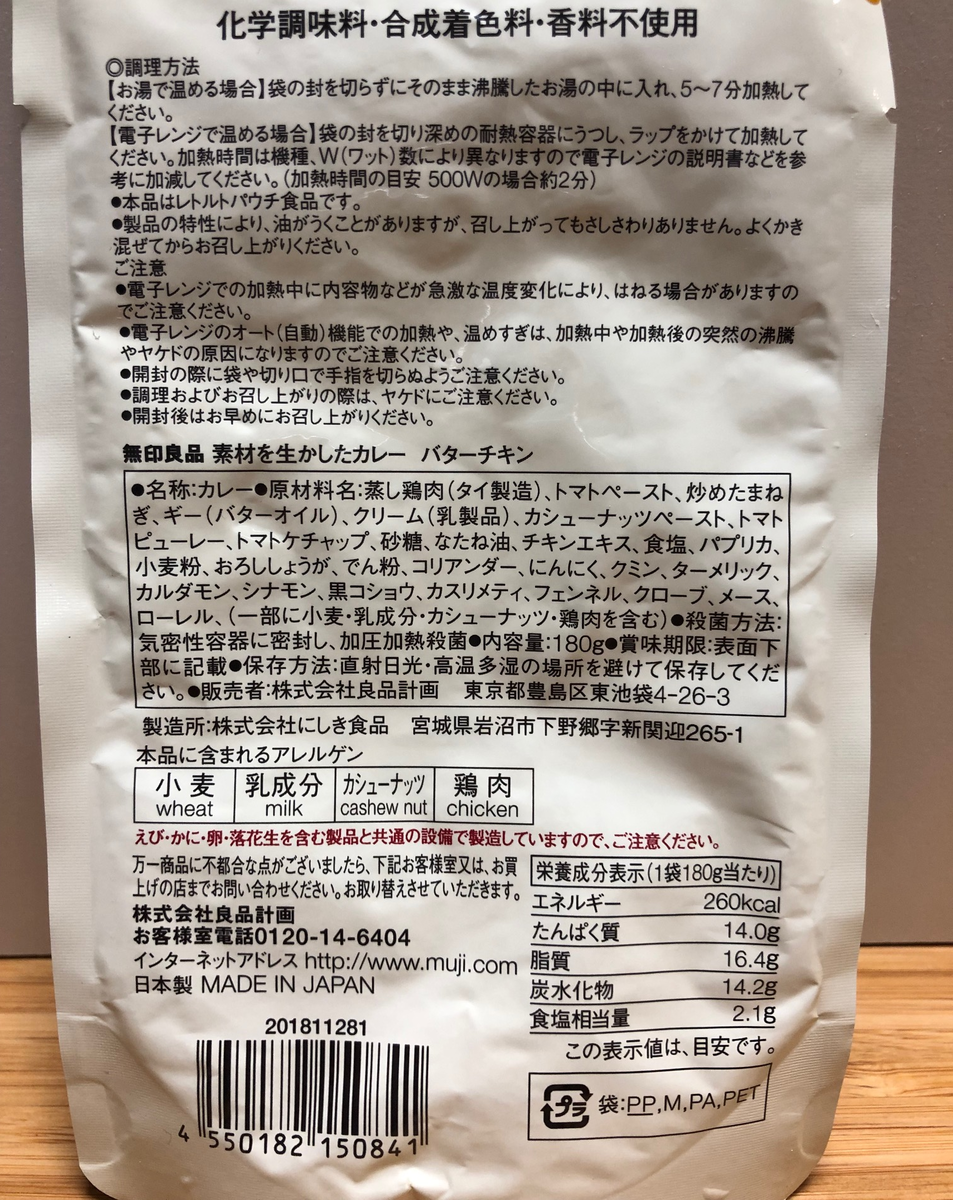 化学調味料・合成着色料・香料不使用
◎調理方法
【お湯で温める場合】袋の封を切らずにそのまま沸騰したお湯の中に入れ、5〜7分加熱して
ください。
【電子レンジで温める場合】袋の封を切り深めの耐熱容器にうつし、ラップをかけて加熱して
ください。加熱時間は機種、W(ワット)数により異なりますので電子レンジの説明書などを参
考に加減してください。(加熱時間の目安 500Wの場合約2分)
●本品はレトルトパウチ食品です。
●製品の特性により、油がうくことがありますが、召し上がってもさしさわりありません。よくかき
混ぜてからお召し上がりください。
ご注意
●電子レンジでの加熱中に内容物などが急激な温度変化により、はねる場合がありますの
でご注意ください。
●電子レンジのオート(自動)機能での加熱や、温めすぎは、加熱中や加熱後の突然の沸騰
やヤケドの原因になりますのでご注意ください。
●開封の際に袋や切り口で手指を切らぬようご注意ください。
●調理およびお召し上がりの際は、ヤケドにご注意ください。
●開封後はお早めにお召し上がりください。
無印良品 素材を生かしたカレー バターチキン
●名称:カレー●原材料名:蒸し鶏肉(タイ製造)、トマトペースト、炒めたまね
ぎ、ギー(バターオイル)、クリーム(乳製品)、カシューナッツペースト、トマト
ピューレー、トマトケチャップ、砂糖、なたね油、チキンエキス、食塩、パプリカ、
小麦粉、おろししょうが、でん粉、コリアンダー、にんにく、クミン、ターメリック、
カルダモン、シナモン、黒コショウ、カスリメティ、フェンネル、クローブ、メース、
ローレル、(一部に小麦・乳成分・カシューナッツ・鶏肉を含む)●殺菌方法:
気密性容器に密封し、加圧加熱殺菌●内容量:180g●賞味期限:表面下
部に記載●保存方法:直射日光・高温多湿の場所を避けて保存してくだ
さい。●販売者:株式会社良品計画 東京都豊島区東池袋4-26-3
製造所:株式会社にしき食品 宮城県岩沼市下野郷字新関迎265-1
本品に含まれるアレルゲン
小麦 乳成分 カシューナッツ 鶏肉
wheat milk cashew nut chicken
えび・かに・卵・落花生を含む製品と共通の設備で製造していますので、ご注意ください。
万一商品に不都合な点がございましたら、下記お客様室又は、お買
上げの店までお問い合わせください。お取り替えさせていただきます。
株式会社良品計画
お客様室電話0120-14-6404
インターネットアドレス http://www.muji.com
日本製 MADE IN JAPAN
栄養成分表示(1袋180g当たり)
エネルギー 260kcal
たんぱく質 14.0g
脂質 16.4g
炭水化物 14.2g
食塩相当量 2.1g
この表示値は、目安です。
201811281
4 550182 150841
プラ 袋:PP,M,PA,PET